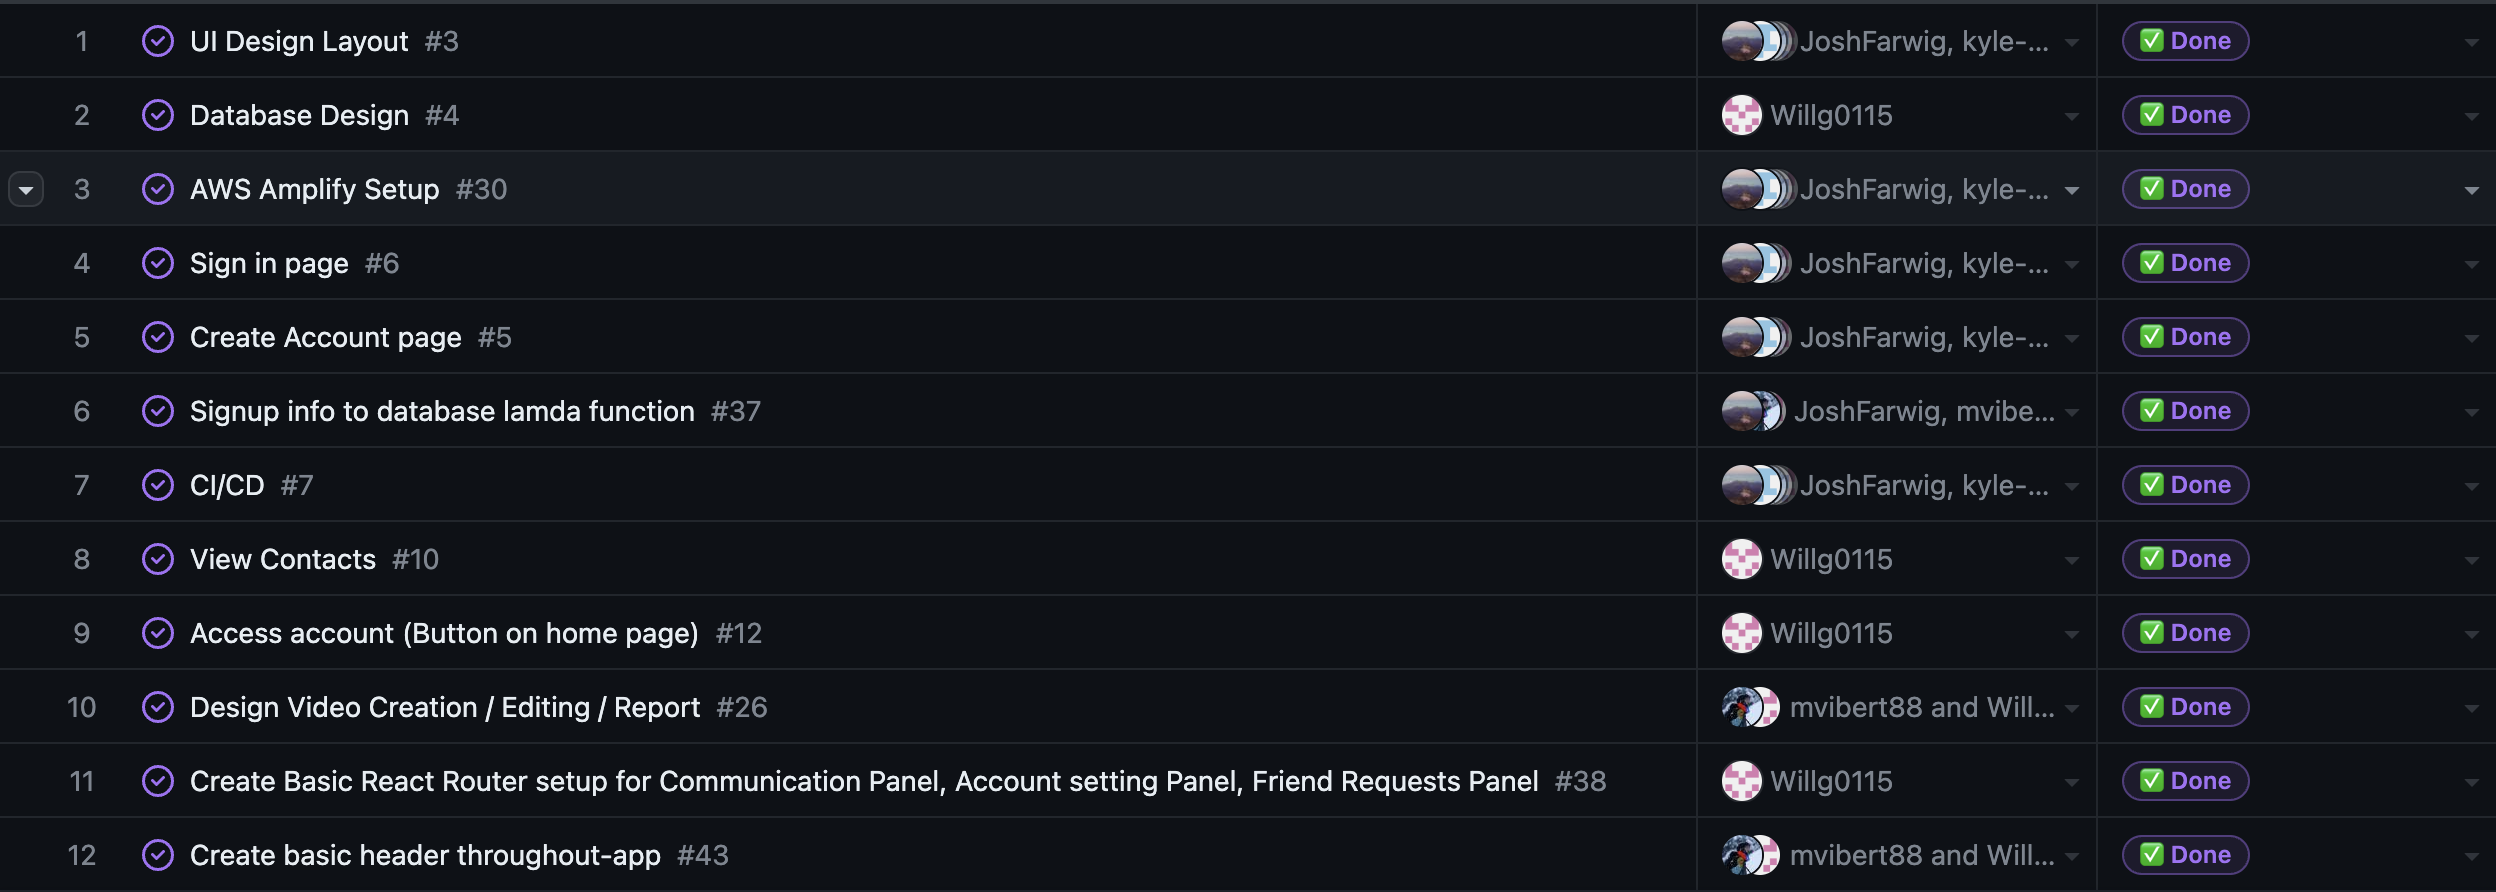 1 UI Design Layout #3 JoshFarwig, kyle-... ✅ Done
2 Database Design #4 Willg0115 ✅ Done
3 AWS Amplify Setup #30 JoshFarwig, kyle-... ✅ Done
4 Sign in page #6 JoshFarwig, kyle-... ✅ Done
5 Create Account page #5 JoshFarwig, kyle-... ✅ Done
6 Signup info to database lamda function #37 JoshFarwig, mvibe... ✅ Done
7 CI/CD #7 JoshFarwig, kyle-... ✅ Done
8 View Contacts #10 Willg0115 ✅ Done
9 Access account (Button on home page) #12 Willg0115 ✅ Done
10 Design Video Creation / Editing / Report #26 mvibert88 and Will... ✅ Done
11 Create Basic React Router setup for Communication Panel, Account setting Panel, Friend Requests Panel #38 Willg0115 ✅ Done
12 Create basic header throughout-app #43 mvibert88 and Will... ✅ Done